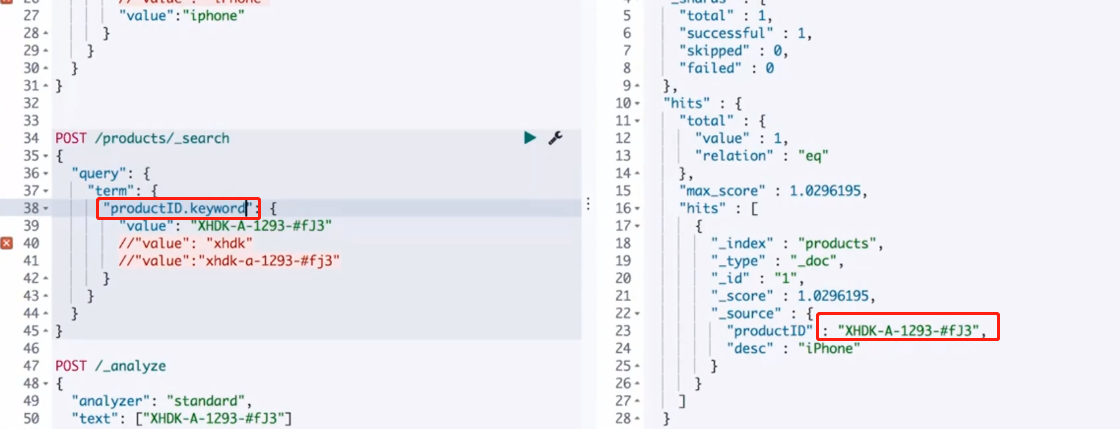 26 // "value": "iPhone"
27 "value":"iphone"
28 }
29 }
30 }
31 }
32
33
34 POST /products/_search
35 {
36 "query": {
37 "term": {
38 "productID.keyword": {
39 "value": "XHDK-A-1293-#fJ3"
40 //"value": "xhdk"
41 //"value":"xhdk-a-1293-#fj3"
42 }
43 }
44 }
45 }
46
47 POST /_analyze
48 {
49 "analyzer": "standard",
50 "text": ["XHDK-A-1293-#fJ3"]
4 "_shards" : {
5 "total" : 1,
6 "successful" : 1,
7 "skipped" : 0,
8 "failed" : 0
9 },
10 "hits" : {
11 "total" : {
12 "value" : 1,
13 "relation" : "eq"
14 },
15 "max_score" : 1.0296195,
16 "hits" : [
17 {
18 "_index" : "products",
19 "_type" : "_doc",
20 "_id" : "1",
21 "_score" : 1.0296195,
22 "_source" : {
23 "productID" : "XHDK-A-1293-#fJ3",
24 "desc" : "iPhone"
25 }
26 }
27 ]
28 }